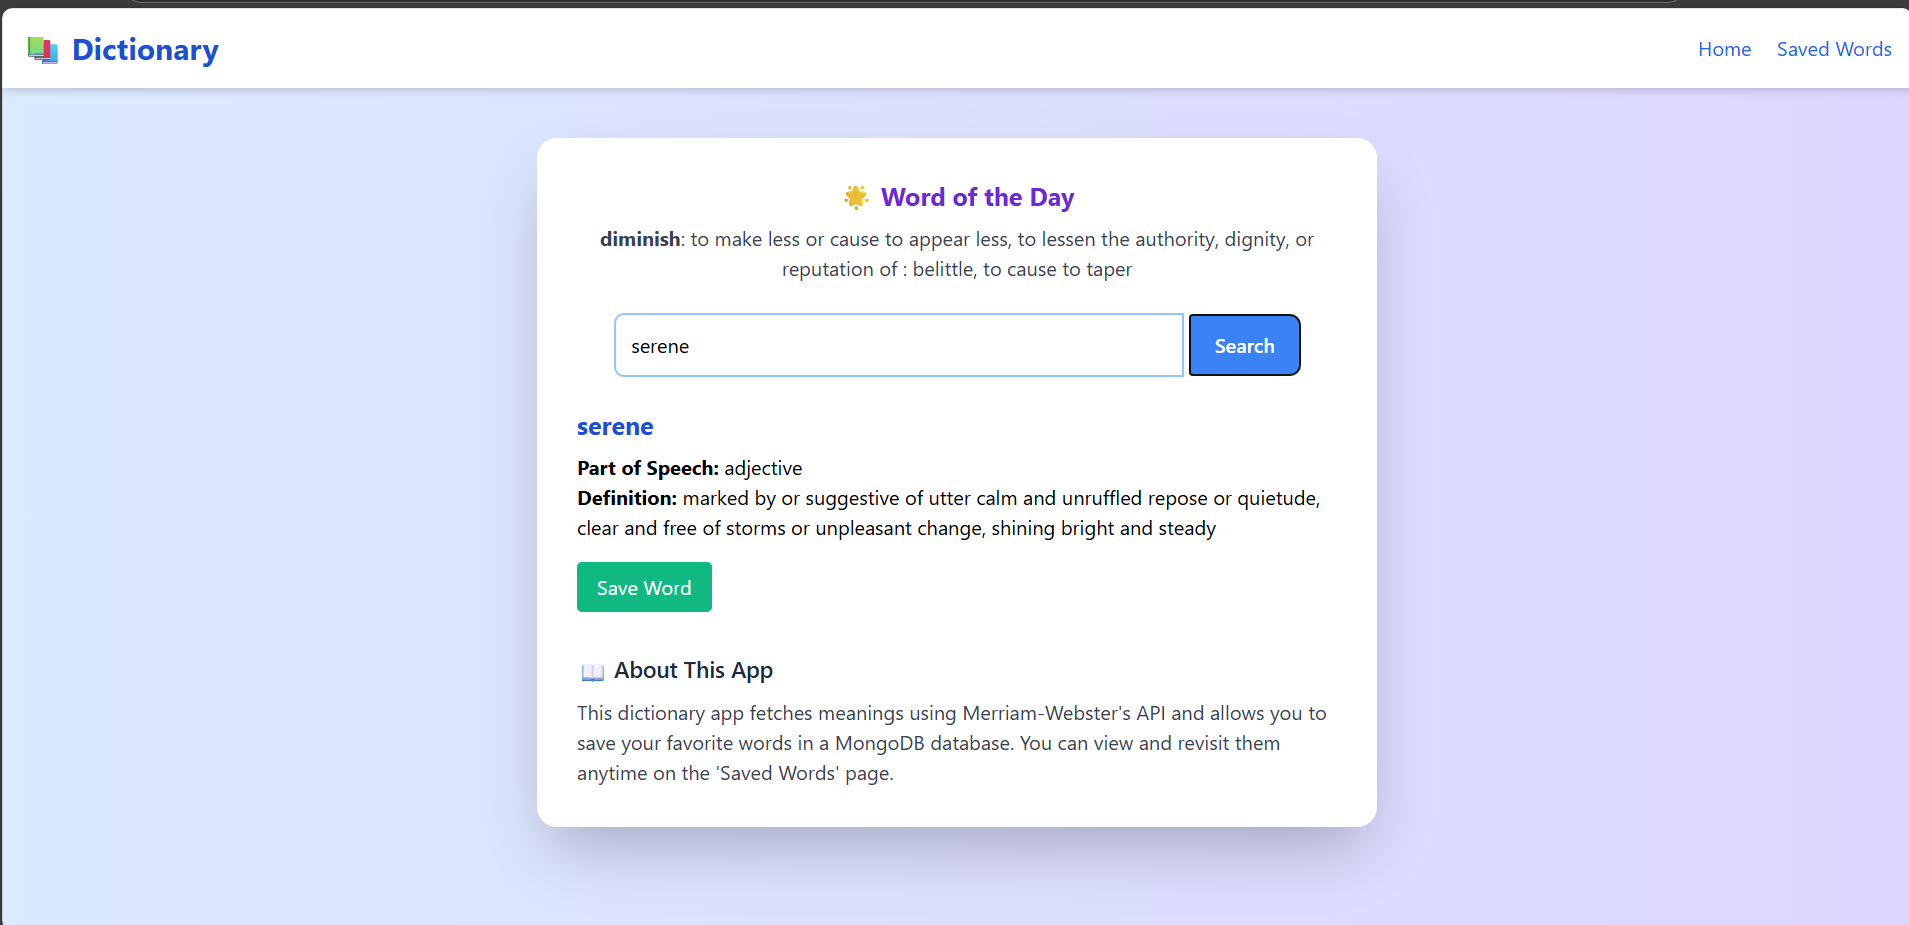 Dictionary
Home
Saved Words
Word of the Day
diminish: to make less or cause to appear less, to lessen the authority, dignity, or
reputation of : belittle, to cause to taper
serene
Search
serene
Part of Speech: adjective
Definition: marked by or suggestive of utter calm and unruffled repose or quietude,
clear and free of storms or unpleasant change, shining bright and steady
Save Word
About This App
This dictionary app fetches meanings using Merriam-Webster's API and allows you to
save your favorite words in a MongoDB database. You can view and revisit them
anytime on the 'Saved Words' page.